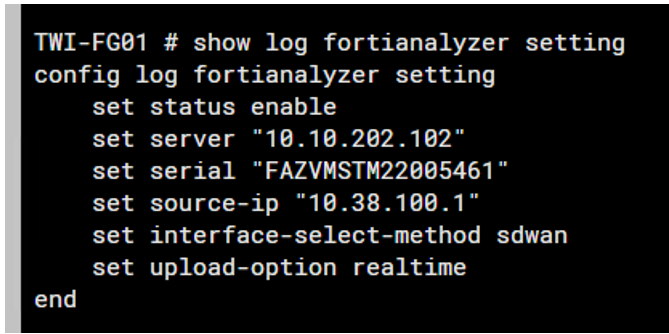 TWI-FG01 # show log fortianalyzer setting
config log fortianalyzer setting
    set status enable
    set server "10.10.202.102"
    set serial "FAZVMSTM22005461"
    set source-ip "10.38.100.1"
    set interface-select-method sdwan
    set upload-option realtime
end